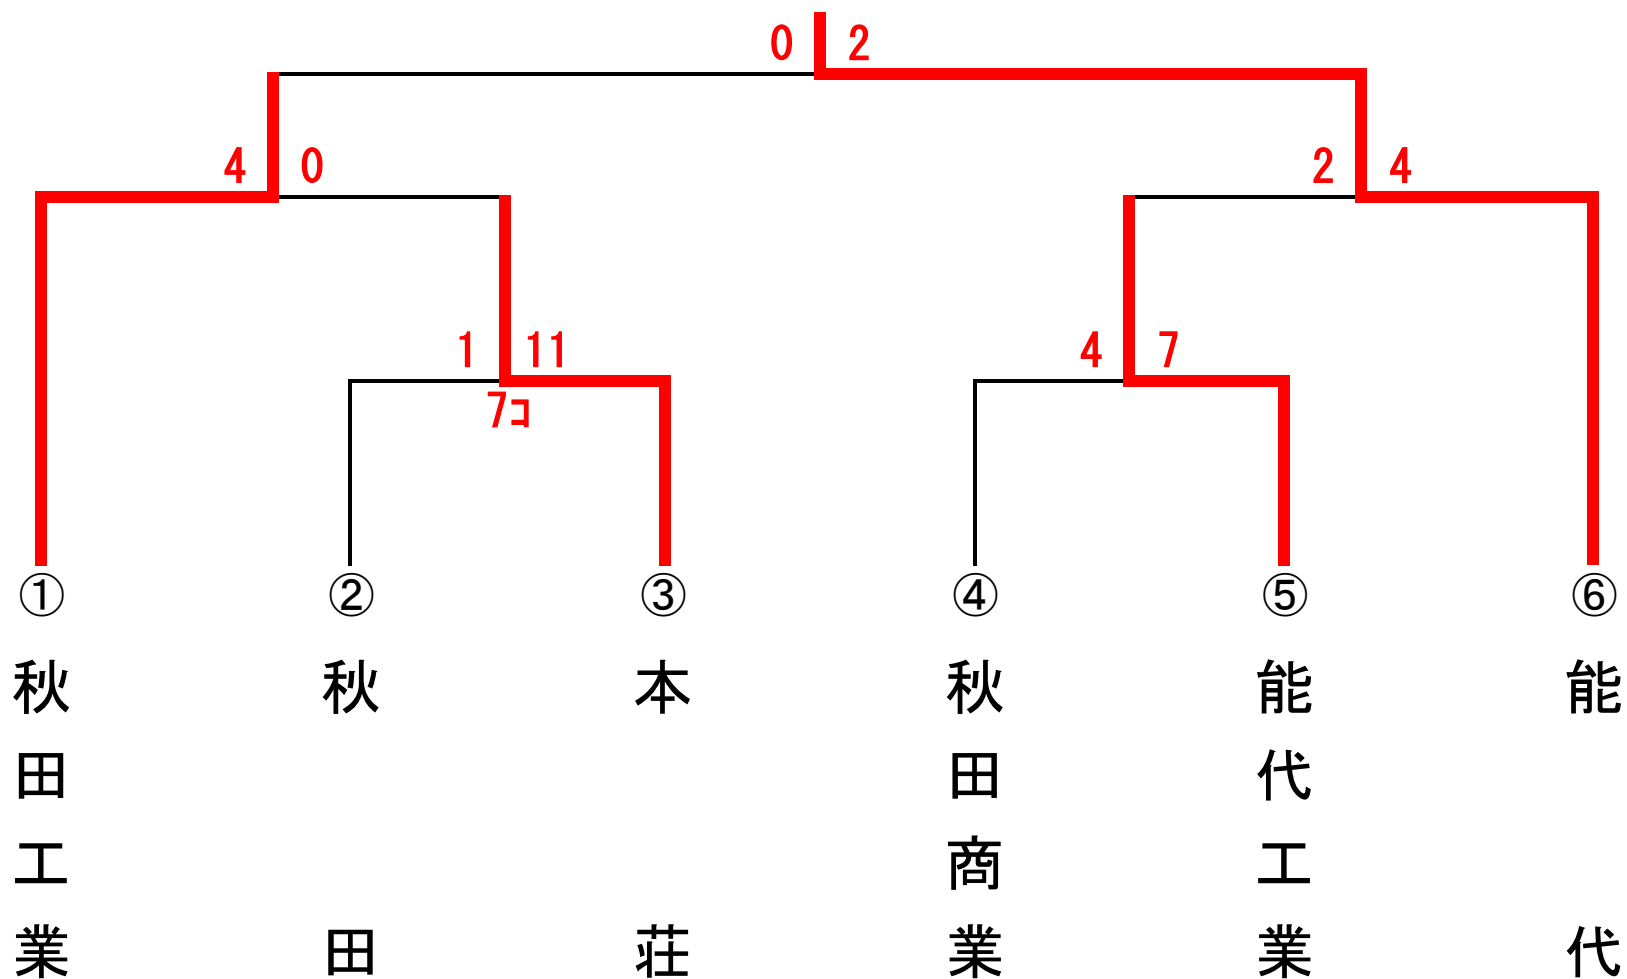 0 2
4 0
2 4
1 11
7コ
4 7
① ② ③ ④ ⑤ ⑥
秋田工業
秋田
本荘
秋田商業
能代工業
能代